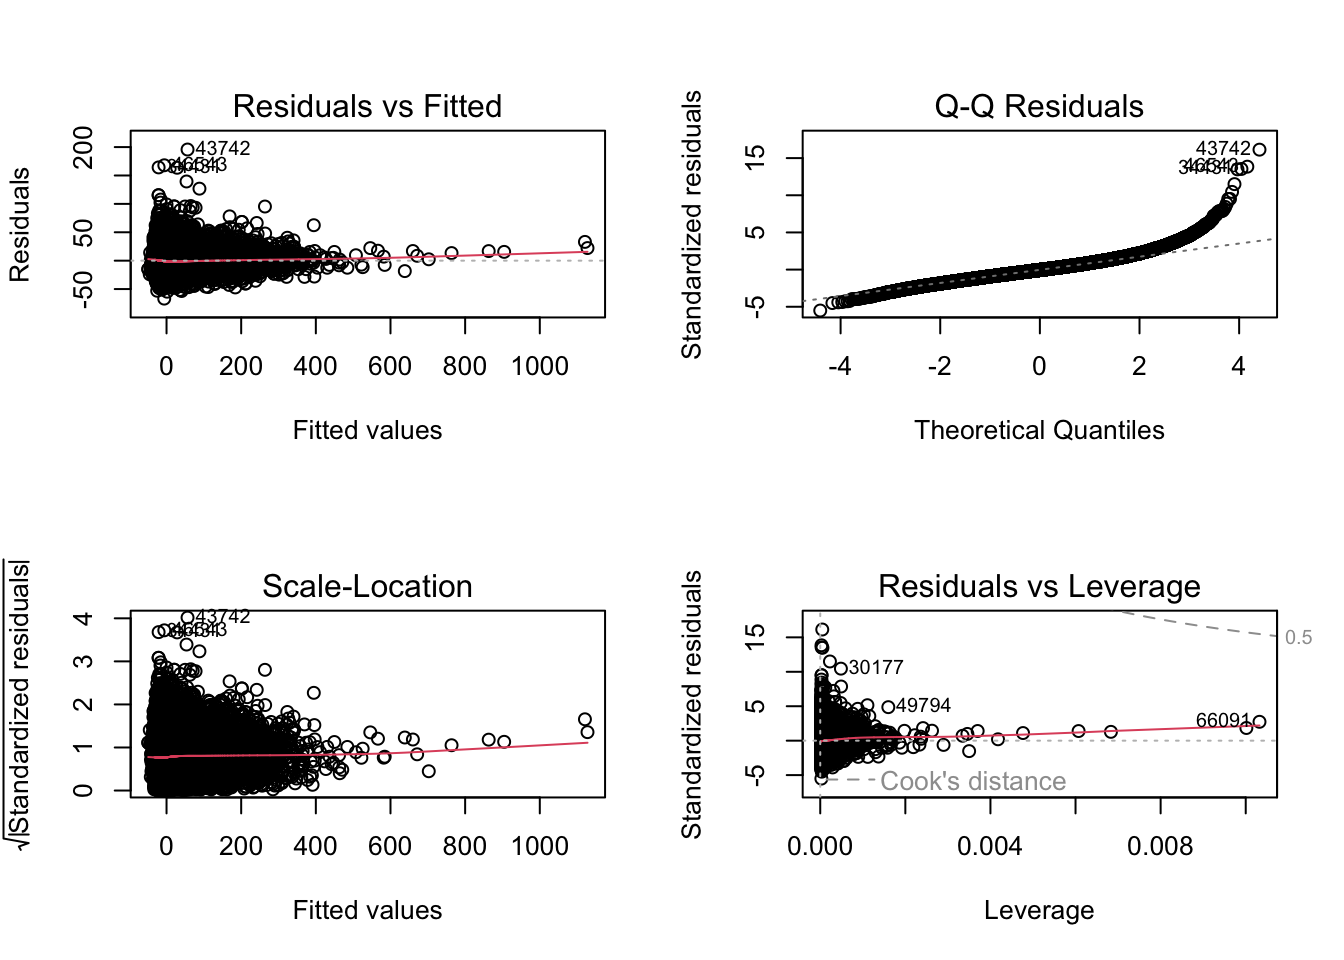 Residuals vs Fitted
Residuals
200
50
-50
43742
0 200 400 600 800 1000
Fitted values
Q-Q Residuals
Standardized residuals
15
5
-5
43742
-4 -2 0 2 4
Theoretical Quantiles
Scale-Location
√|Standardized residuals|
4
3
2
1
0
43742
0 200 400 600 800 1000
Fitted values
Residuals vs Leverage
Standardized residuals
15
5
-5
0.5
30177
49794
66091
Cook's distance
0.000 0.004 0.008
Leverage